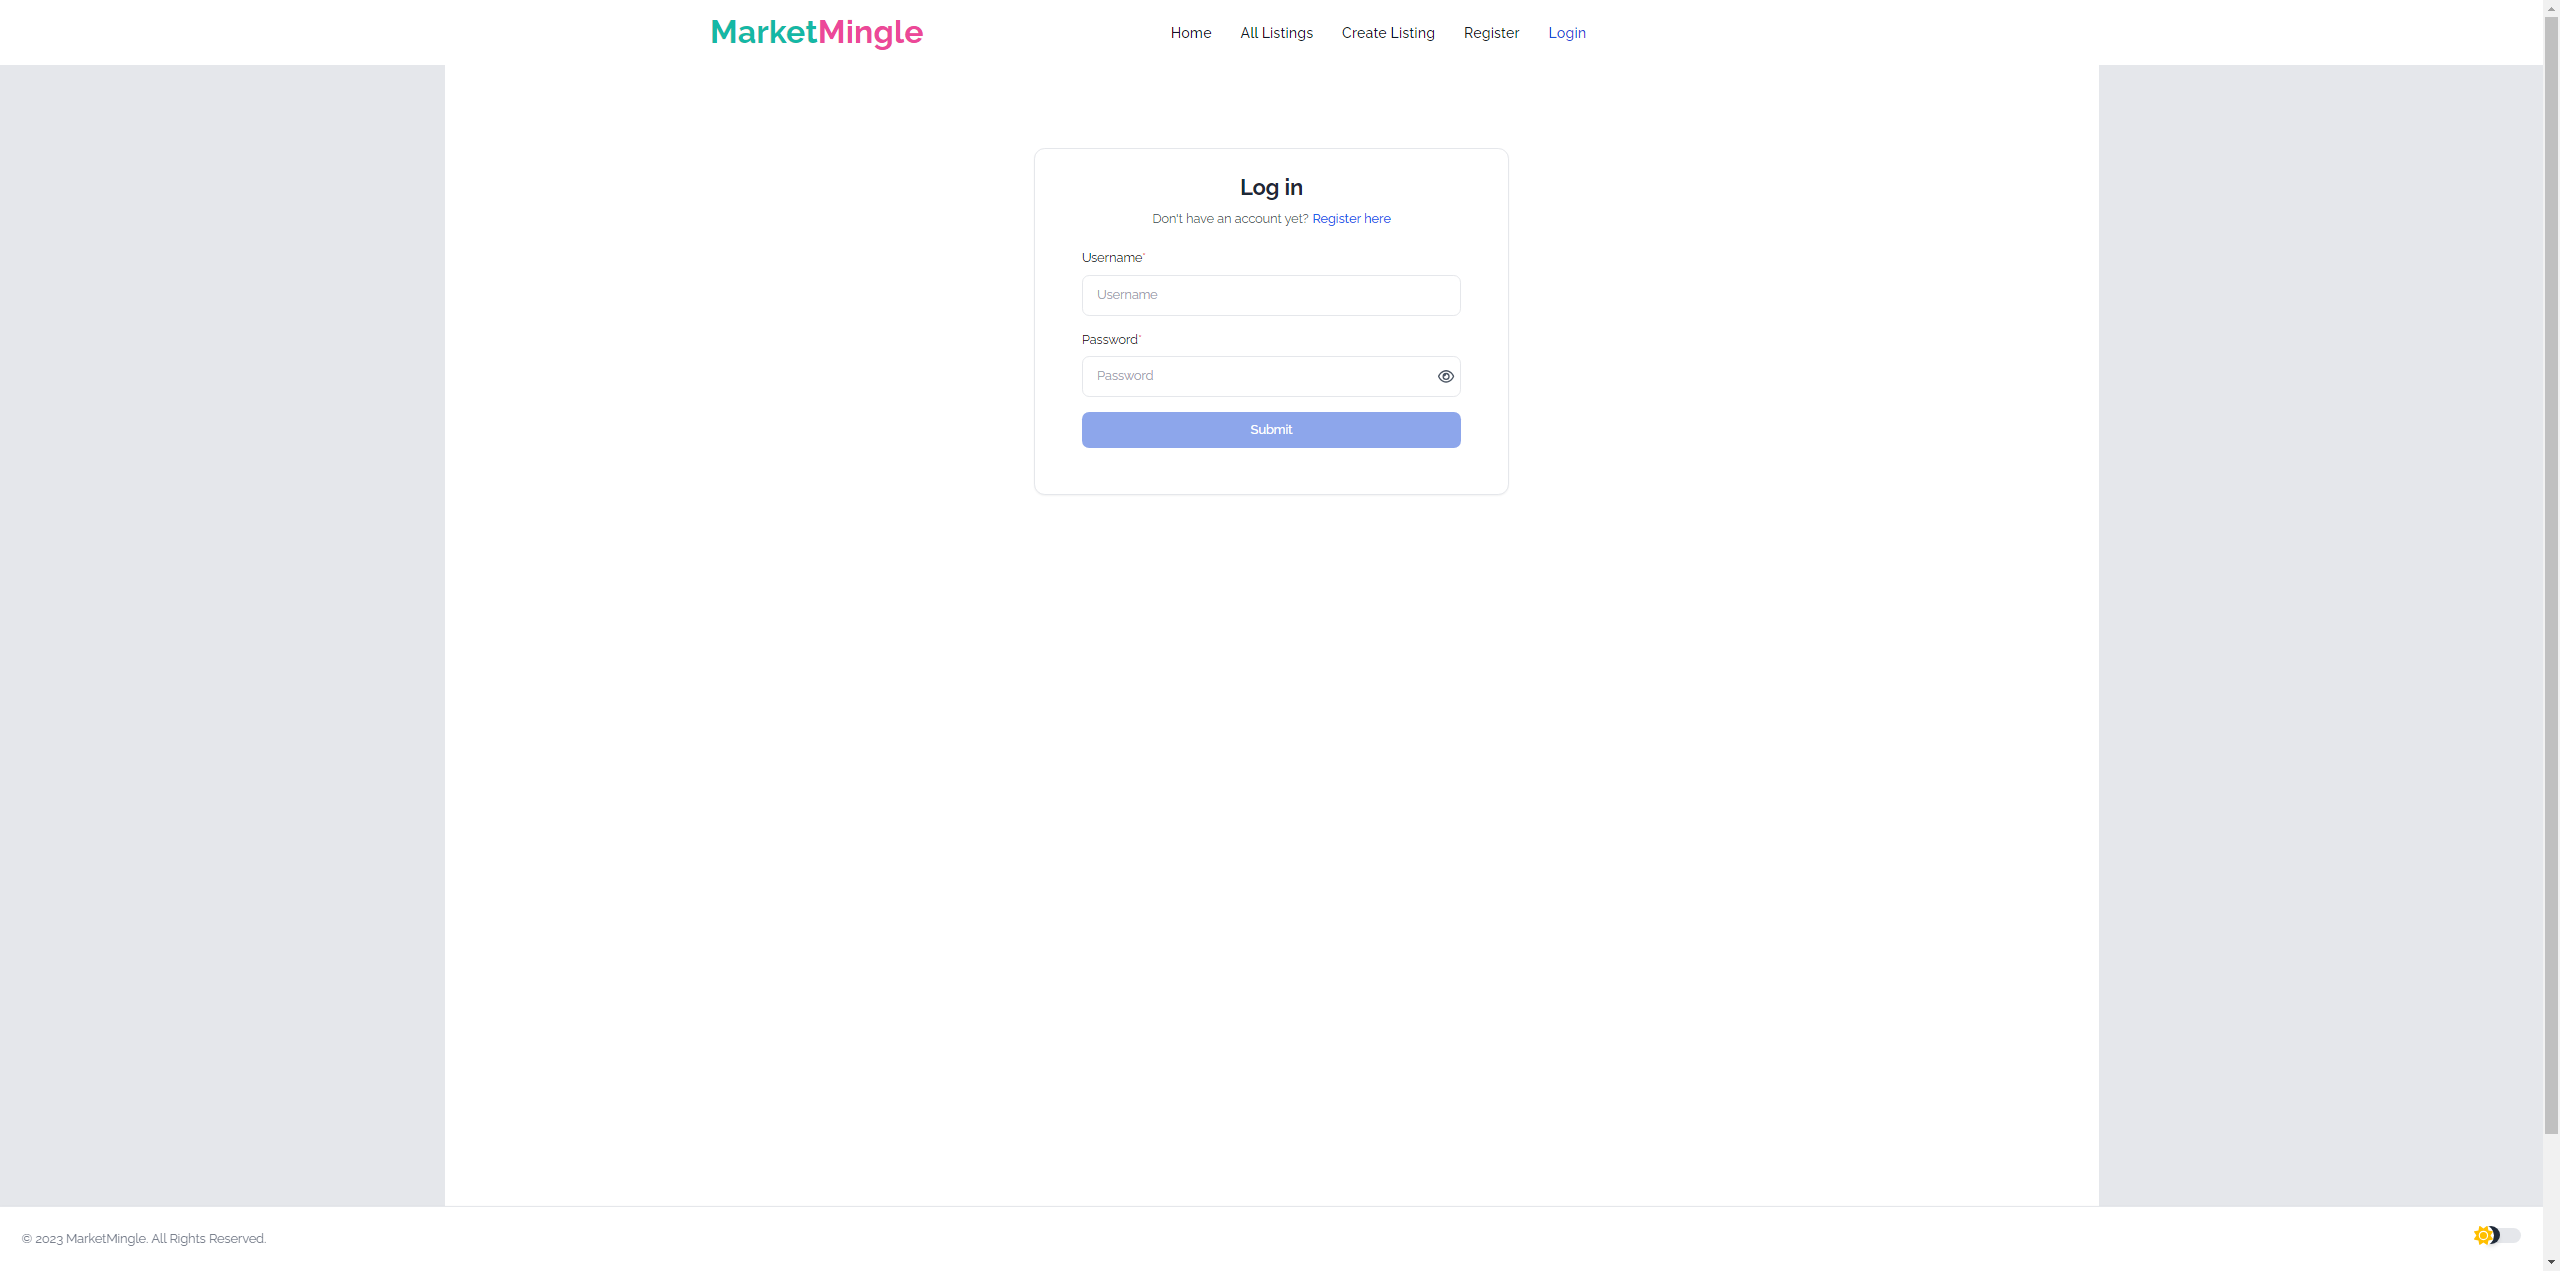 MarketMingle Home All Listings Create Listing Register Login
Log in
Don't have an account yet? Register here
Username*
Username
Password*
Password
Submit
© 2023 MarketMingle. All Rights Reserved.